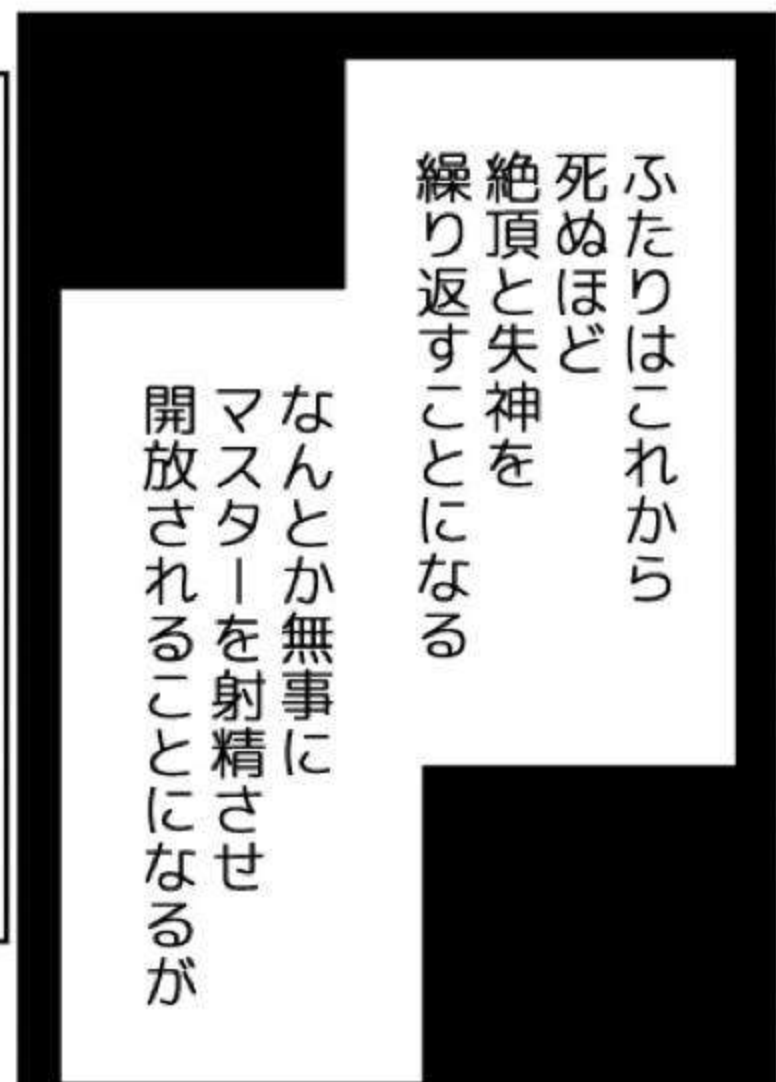 ふたりはこれから
死ぬほど
絶頂と失神を
繰り返すことになる
なんとか無事に
マスターを射精させ
開放されることになるが